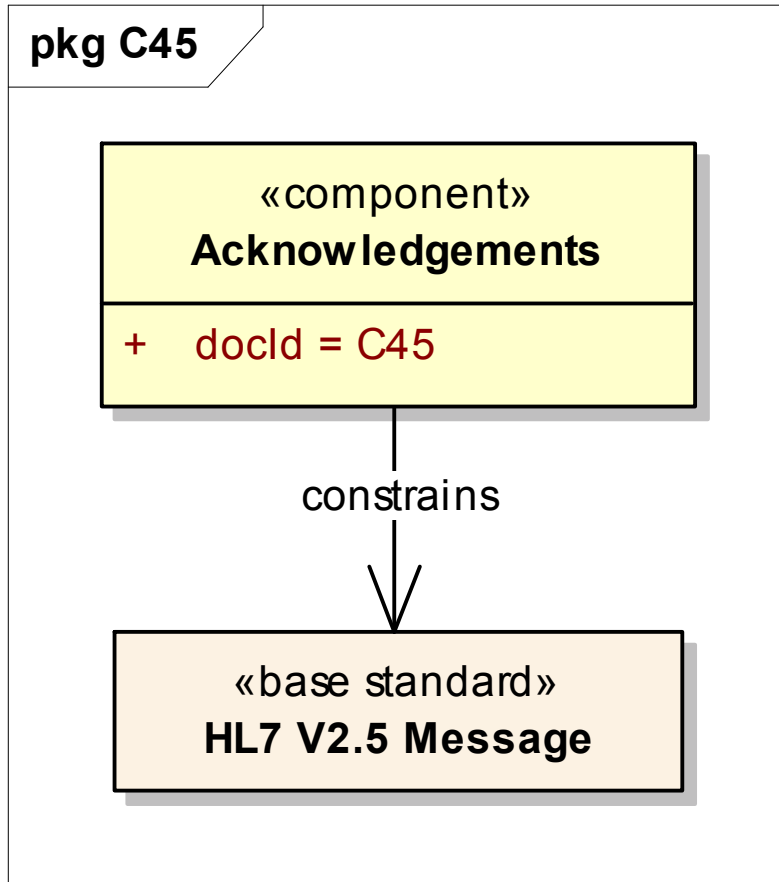 pkg C45
«component»
Acknowledgements
+ docId = C45
constrains
«base standard»
HL7 V2.5 Message